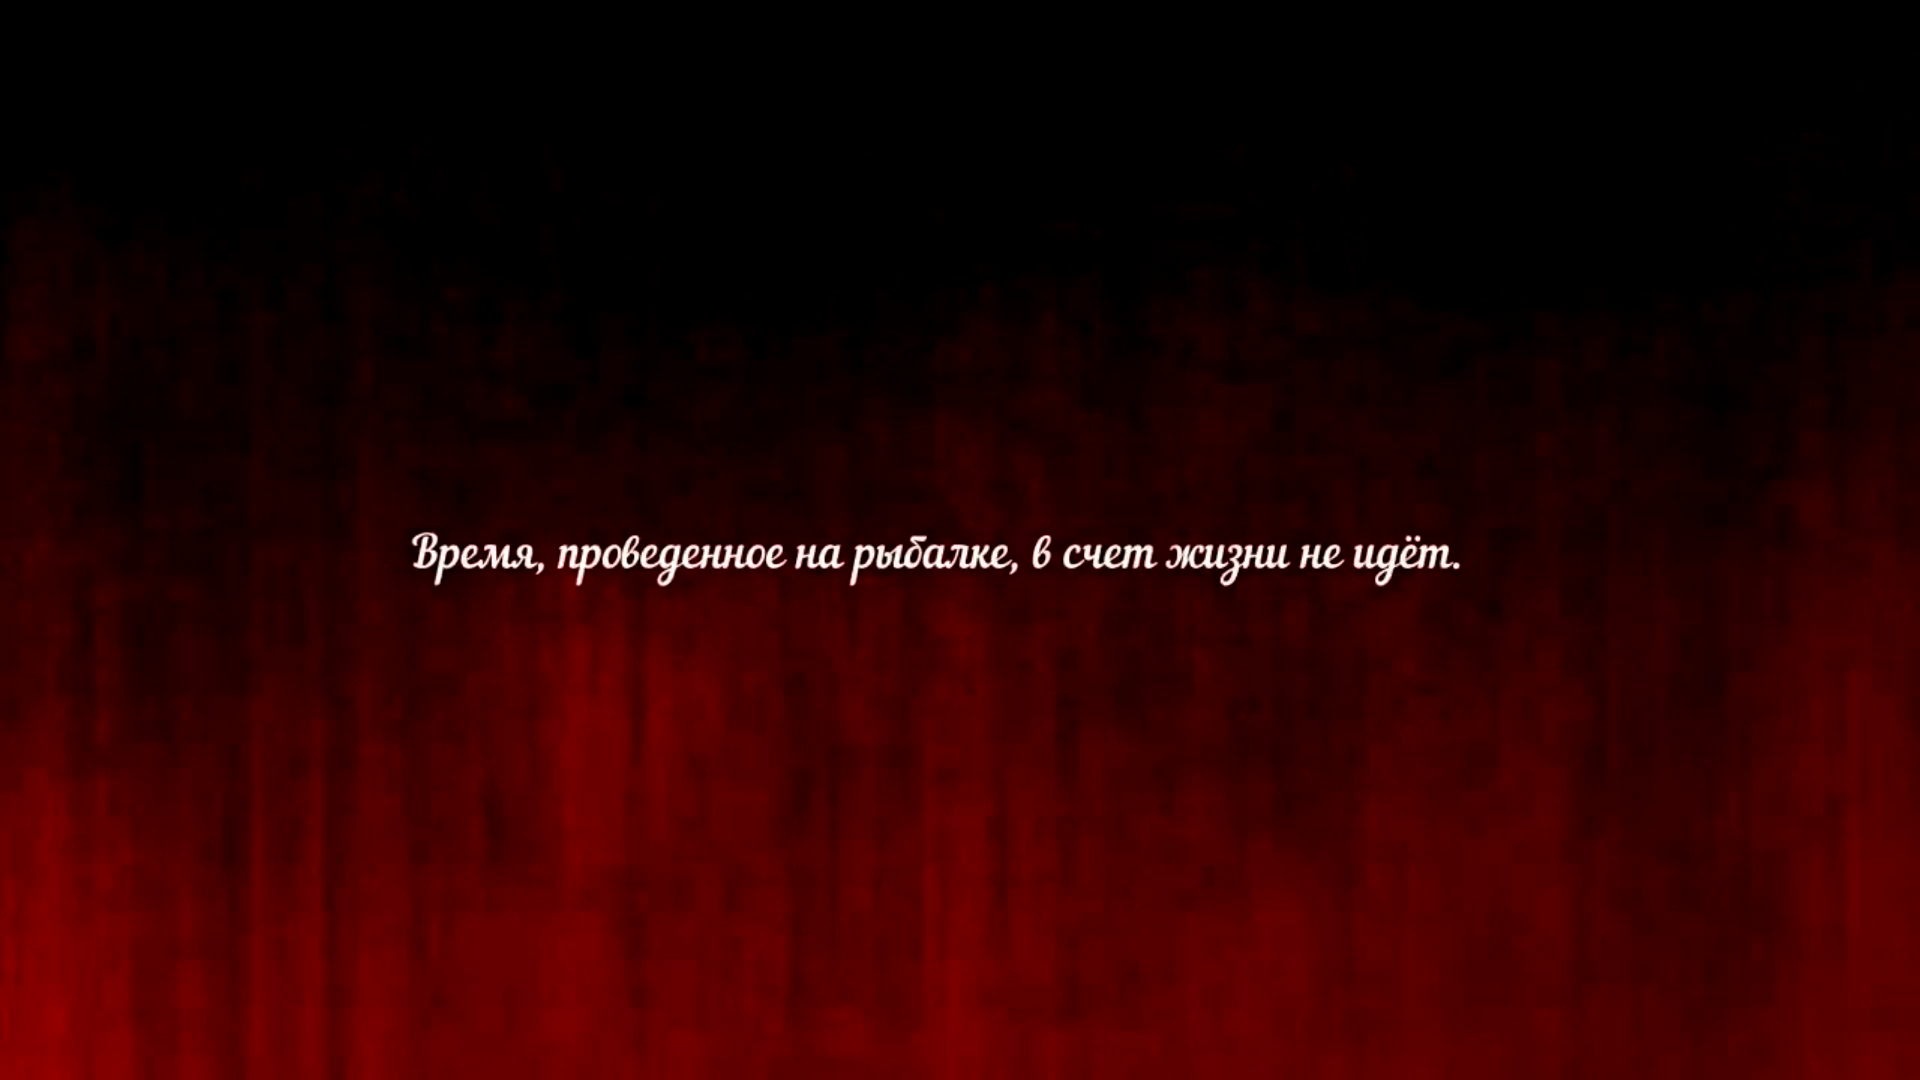 Время, проведенное на рыбалке, в счет жизни не идёт.